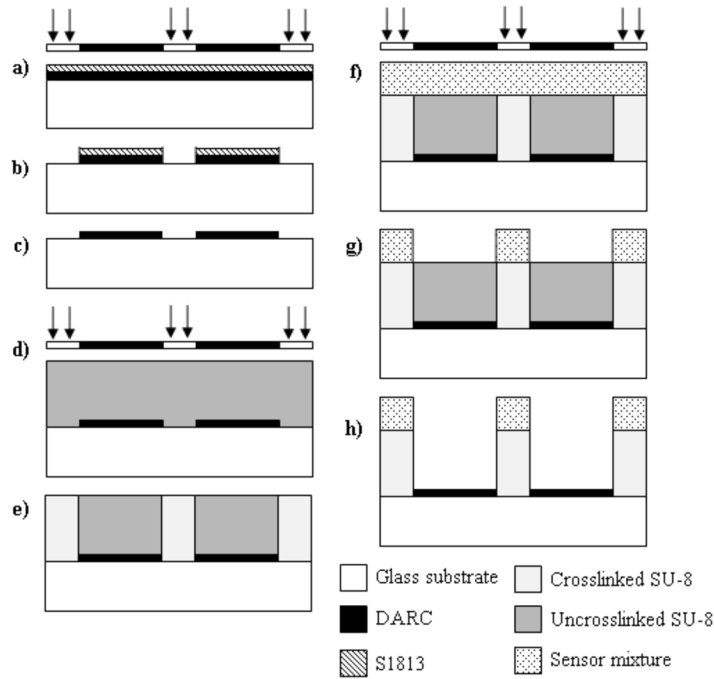 a)
b)
c)
d)
e)
f)
g)
h)
Glass substrate
Crosslinked SU-8
DARC
Uncrosslinked SU-8
S1813
Sensor mixture